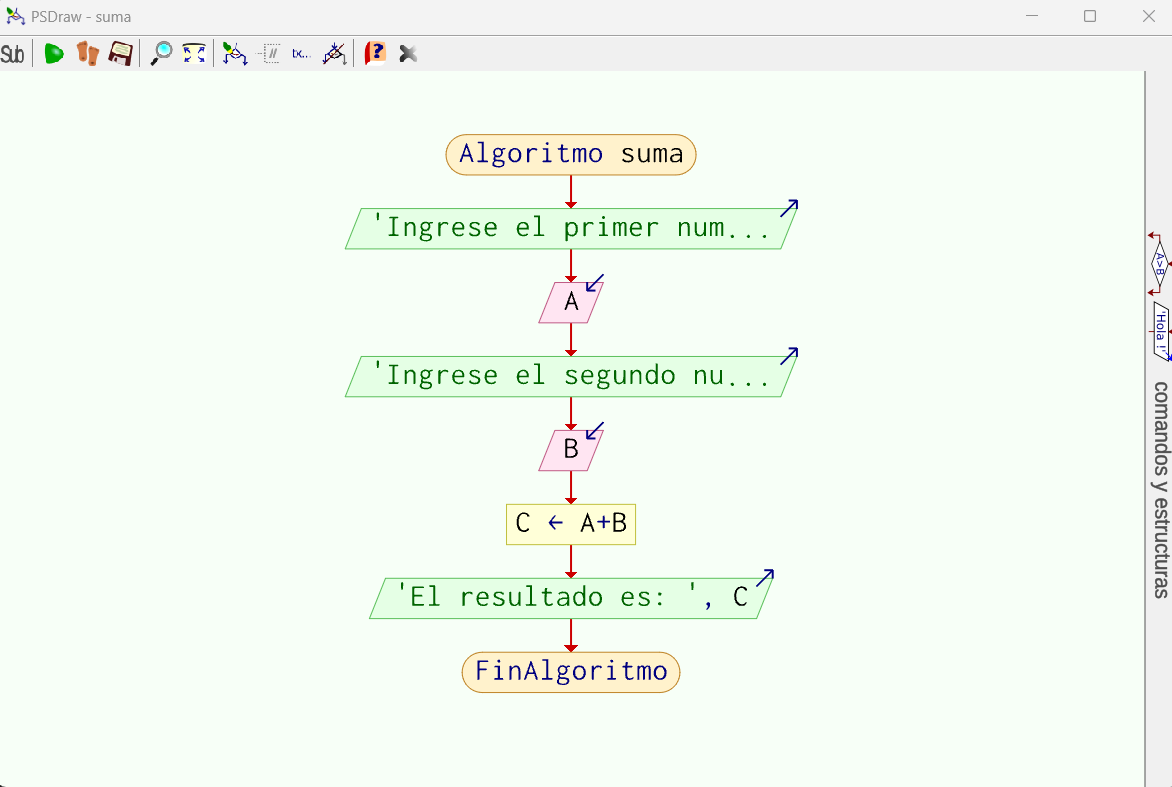 PSDraw - suma
Sub
tx...
Algoritmo suma
'Ingrese el primer num...
A
'Ingrese el segundo nu...
B
C ← A+B
'El resultado es: ', C
FinAlgoritmo
A>B
'Hola !'
comandos y estructuras